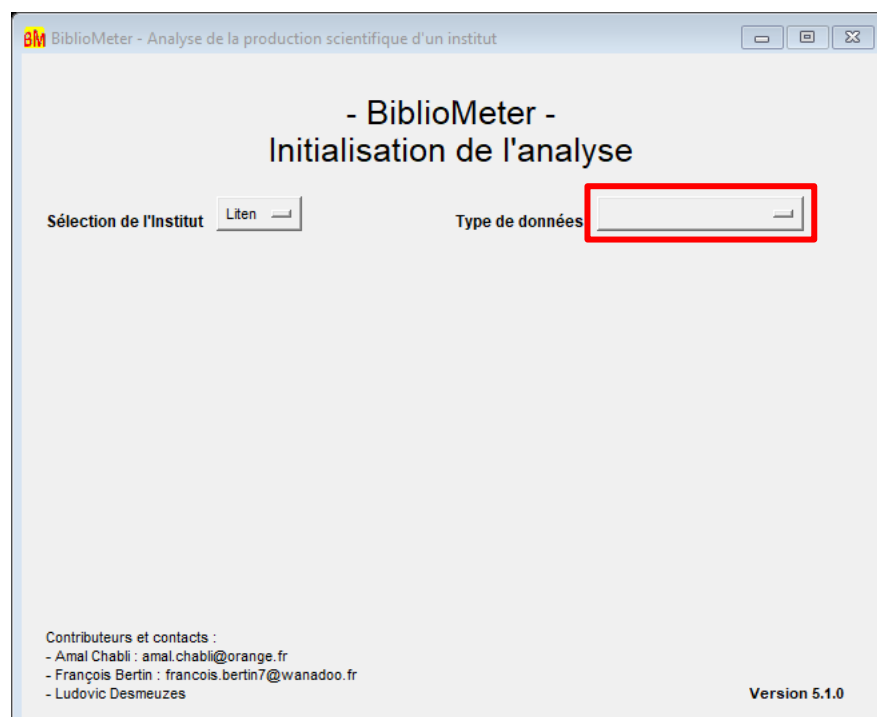 BM BiblioMeter - Analyse de la production scientifique d'un institut
- BiblioMeter -
Initialisation de l'analyse
Sélection de l'Institut Liten Type de données
Contributeurs et contacts :
- Amal Chabli : amal.chabli@orange.fr
- François Bertin : francois.bertin7@wanadoo.fr
- Ludovic Desmeuzes Version 5.1.0